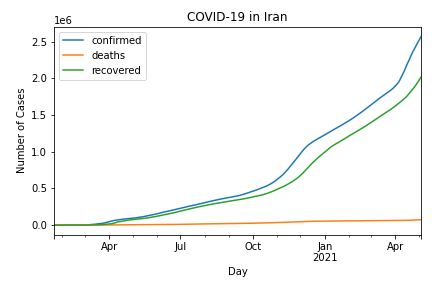 COVID-19 in Iran
1e6
confirmed
deaths
recovered
2.5
2.0
1.5
1.0
0.5
0.0
Number of Cases
Apr Jul Oct Jan Apr
2021
Day